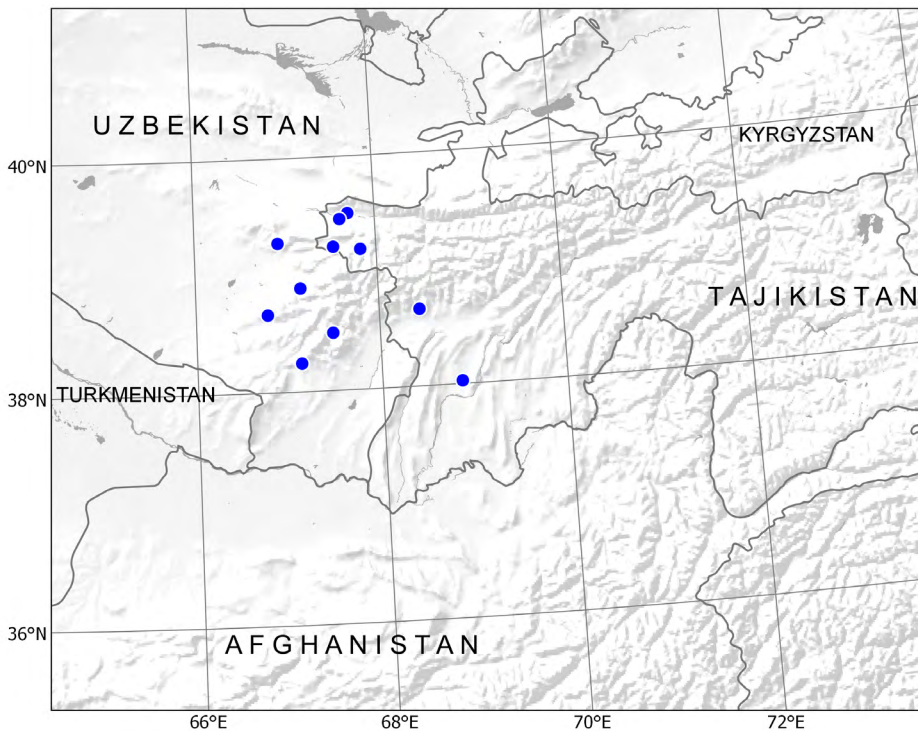 UZBEKISTAN
KYRGYZSTAN
40°N
TAJIKISTAN
TURKMENISTAN
38°N
36°N
AFGHANISTAN
66°E
68°E
70°E
72°E